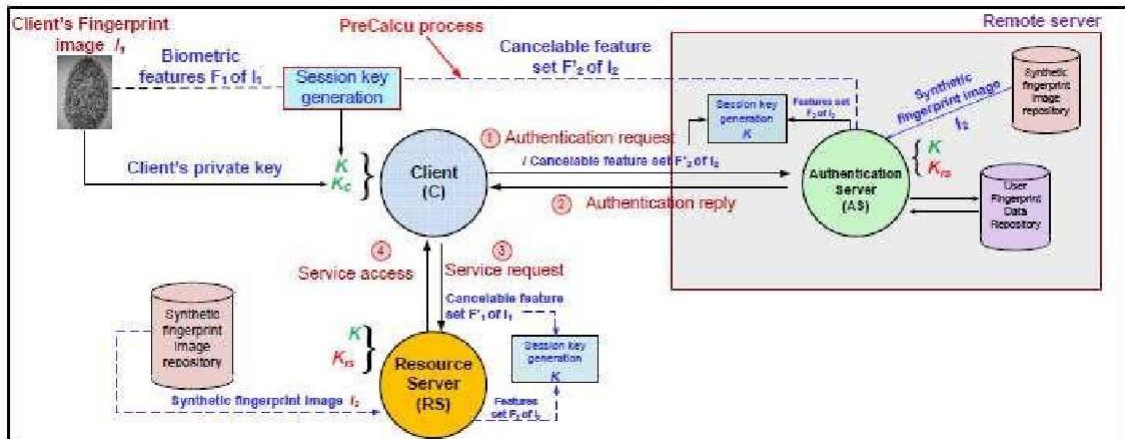 Client's Fingerprint
image I₁
PreCalcu process
Remote server
Biometric
features F₁ of I₁
Session key
generation
Cancelable feature
set F'₂ of I₂
Synthetic
fingerprint
image
repository
Synthetic
fingerprint image
I₂
Session key
generation
K
Features set
F₂ of I₂
Client's private key
K
K_C
Client
(C)
1 Authentication request
/ Cancelable feature set F'₂ of I₂
2 Authentication reply
Authentication
Server
(AS)
K
K_rs
User
Fingerprint
Data
Repository
4
Service access
3
Service request
Cancelable feature
set F'₁ of I₁
Synthetic
fingerprint
image
repository
K
K_rs
Resource
Server
(RS)
Session key
generation
K
Synthetic fingerprint image I₂
Features
set F₂ of I₂